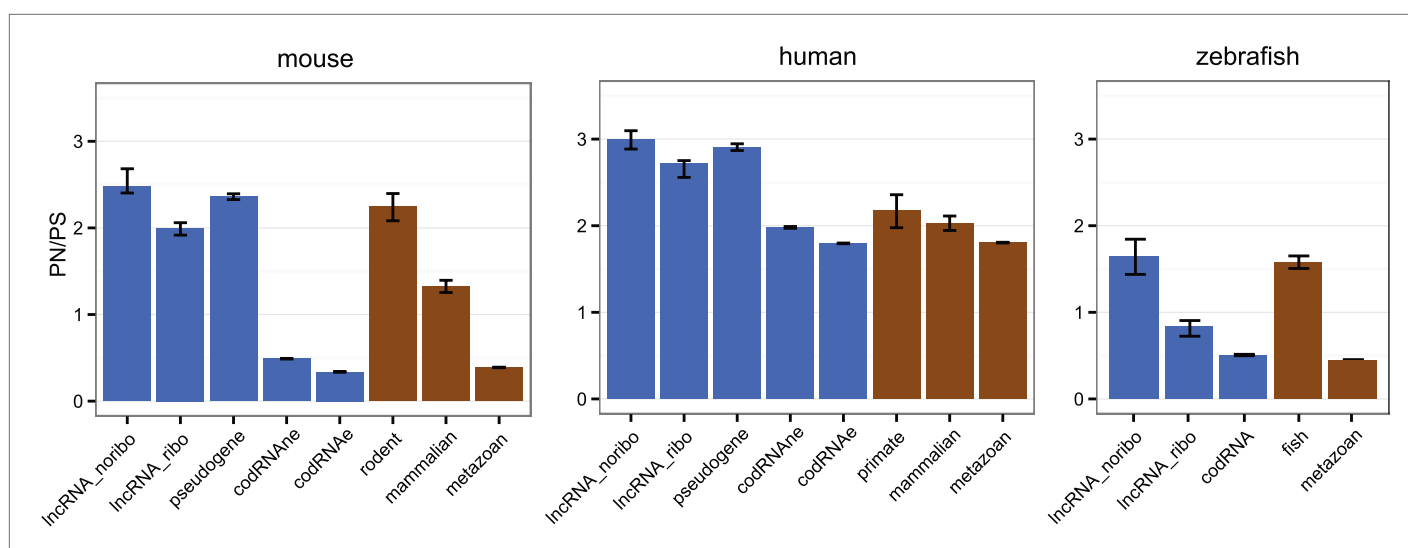 mouse
human
zebrafish
PN/PS
3
2
1
0
lncRNA_noribo
lncRNA_ribo
pseudogene
codRNAne
codRNAe
rodent
mammalian
metazoan
3
2
1
0
lncRNA_noribo
lncRNA_ribo
pseudogene
codRNAne
codRNAe
primate
mammalian
metazoan
3
2
1
0
lncRNA_noribo
lncRNA_ribo
codRNA
fish
metazoan